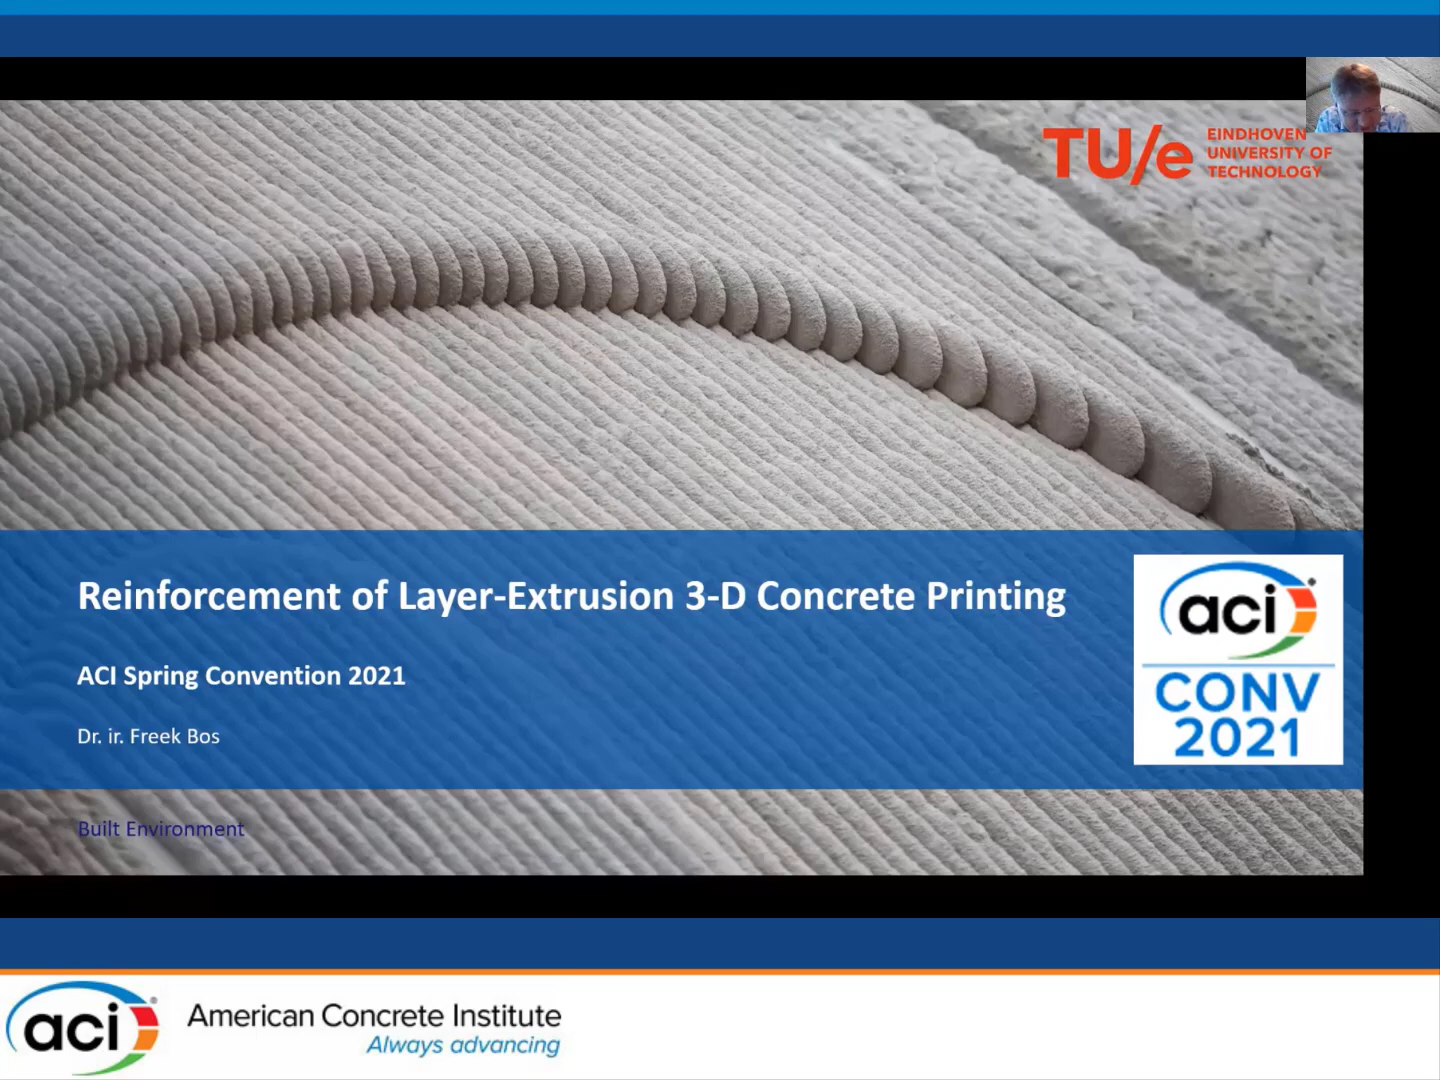 TU/e
EINDHOVEN
UNIVERSITY OF
TECHNOLOGY
Reinforcement of Layer-Extrusion 3-D Concrete Printing
ACI Spring Convention 2021
Dr. ir. Freek Bos
aci
CONV
2021
Built Environment
aci
American Concrete Institute
Always advancing